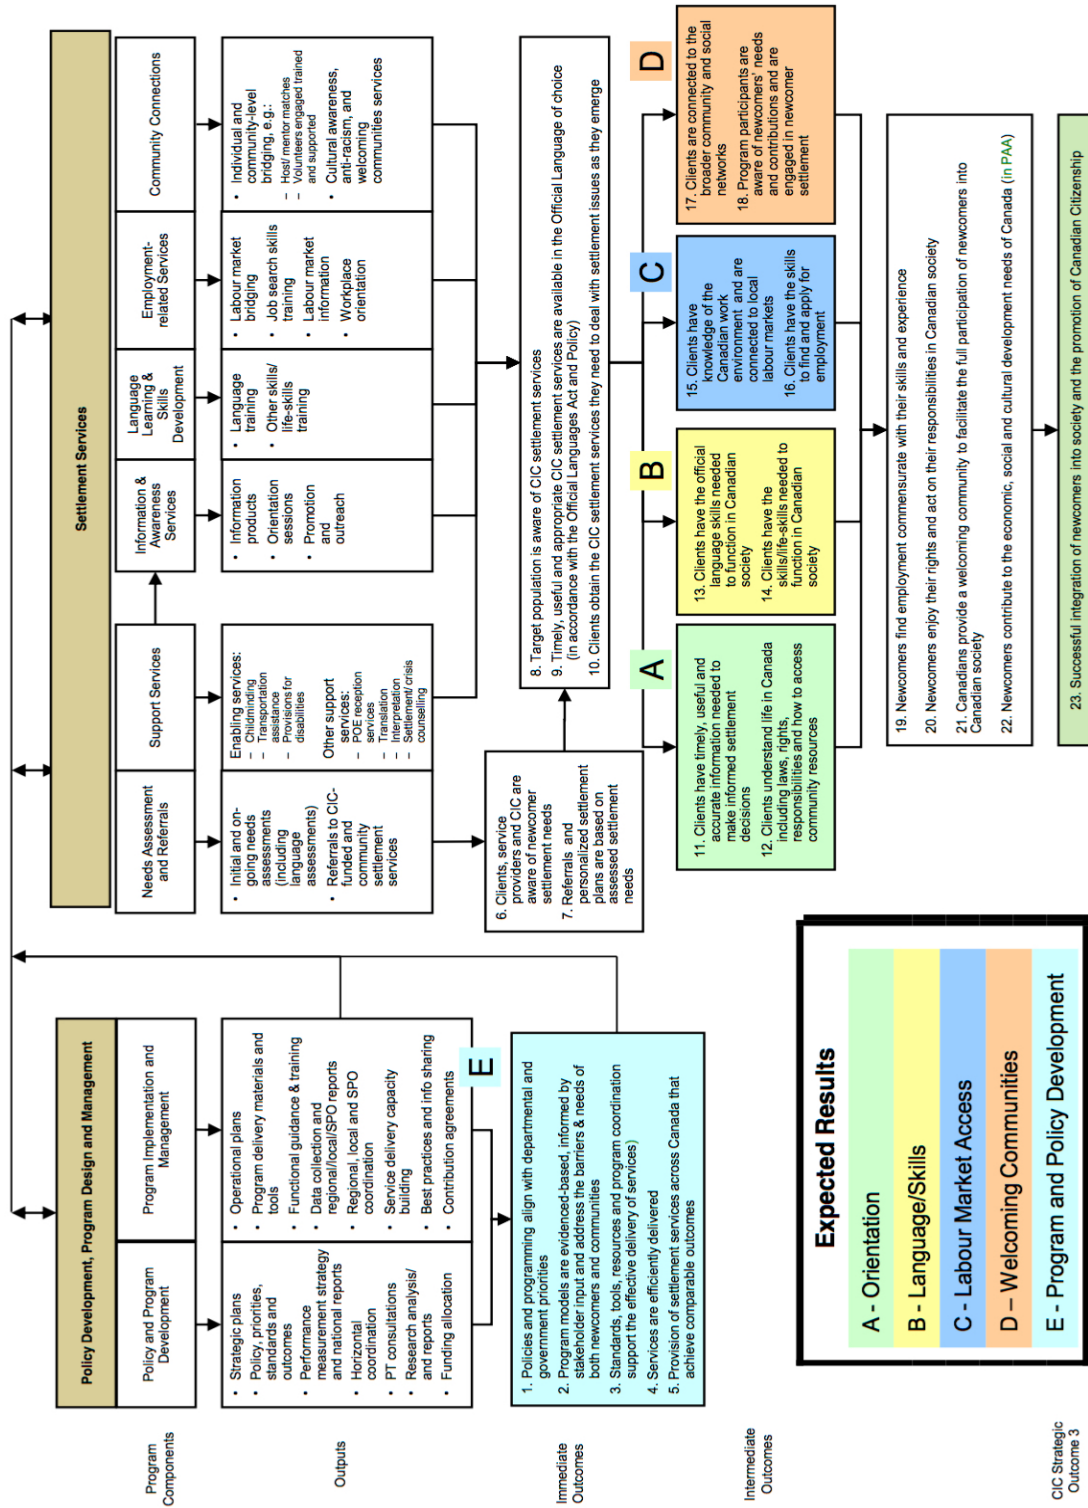 Policy Development, Program Design and Management
Settlement Services
Program
Components
Policy and Program
Development
Program Implementation and
Management
Needs Assessment
and Referrals
Support Services
Information &
Awareness
Services
Language
Learning &
Skills
Development
Employment-
related Services
Community Connections
Outputs
• Strategic plans
• Policy, priorities,
standards and
outcomes
• Performance
measurement strategy
and national reports
• Horizontal
coordination
• PT consultations
• Research analysis/
and reports
• Funding allocation
• Operational plans
• Program delivery materials and
tools
• Functional guidance & training
• Data collection and
regional/local/SPO reports
• Regional, local and SPO
coordination
• Service delivery capacity
building
• Best practices and info sharing
• Contribution agreements
• Initial and on-
going needs
assessments
(including
language
assessments)
• Referrals to CIC-
funded and
community
settlement
services
Enabling services:
– Childminding
– Transportation
assistance
– Provisions for
disabilities
Other support
services:
– POE reception
services
– Translation
– Interpretation
– Settlement/ crisis
counselling
• Information
products
• Orientation
sessions
• Promotion
and
outreach
• Language
training
• Other skills/
life-skills
training
• Labour market
bridging
• Job search skills
training
• Labour market
information
• Workplace
orientation
• Individual and
community-level
bridging, e.g.:
– Host/ mentor matches
– Volunteers engaged trained
and supported
• Cultural awareness,
anti-racism, and
welcoming
communities services
Immediate
Outcomes
E
1. Policies and programming align with departmental and
government priorities
2. Program models are evidence-based, informed by
stakeholder input and address the barriers & needs of
both newcomers and communities
3. Standards, tools, resources and program coordination
support the effective delivery of services)
4. Services are efficiently delivered
5. Provision of settlement services across Canada that
achieve comparable outcomes
6. Clients, service
providers and CIC are
aware of newcomer
settlement needs
7. Referrals and
personalized settlement
plans are based on
assessed settlement
needs
8. Target population is aware of CIC settlement services
9. Timely, useful and appropriate CIC settlement services are available in the Official Language of choice
(in accordance with the Official Languages Act and Policy)
10. Clients obtain the CIC settlement services they need to deal with settlement issues as they emerge
Intermediate
Outcomes
A
11. Clients have timely, useful and
accurate information needed to
make informed settlement
decisions
12. Clients understand life in Canada
including laws, rights,
responsibilities and how to access
community resources
B
13. Clients have the official
language skills needed
to function in Canadian
society
14. Clients have the
skills/life-skills needed to
function in Canadian
society
C
15. Clients have
knowledge of the
Canadian work
environment and are
connected to local
labour markets
16. Clients have the skills
to find and apply for
employment
D
17. Clients are connected to the
broader community and social
networks
18. Program participants are
aware of newcomers' needs
and contributions and are
engaged in newcomer
settlement
19. Newcomers find employment commensurate with their skills and experience
20. Newcomers enjoy their rights and act on their responsibilities in Canadian society
21. Canadians provide a welcoming community to facilitate the full participation of newcomers into
Canadian society
22. Newcomers contribute to the economic, social and cultural development needs of Canada (in PAA)
CIC Strategic
Outcome 3
23. Successful integration of newcomers into society and the promotion of Canadian Citizenship
Expected Results
A - Orientation
B - Language/Skills
C - Labour Market Access
D – Welcoming Communities
E - Program and Policy Development